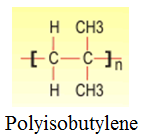 H CH3
[ C C ]n
H CH3
Polyisobutylene